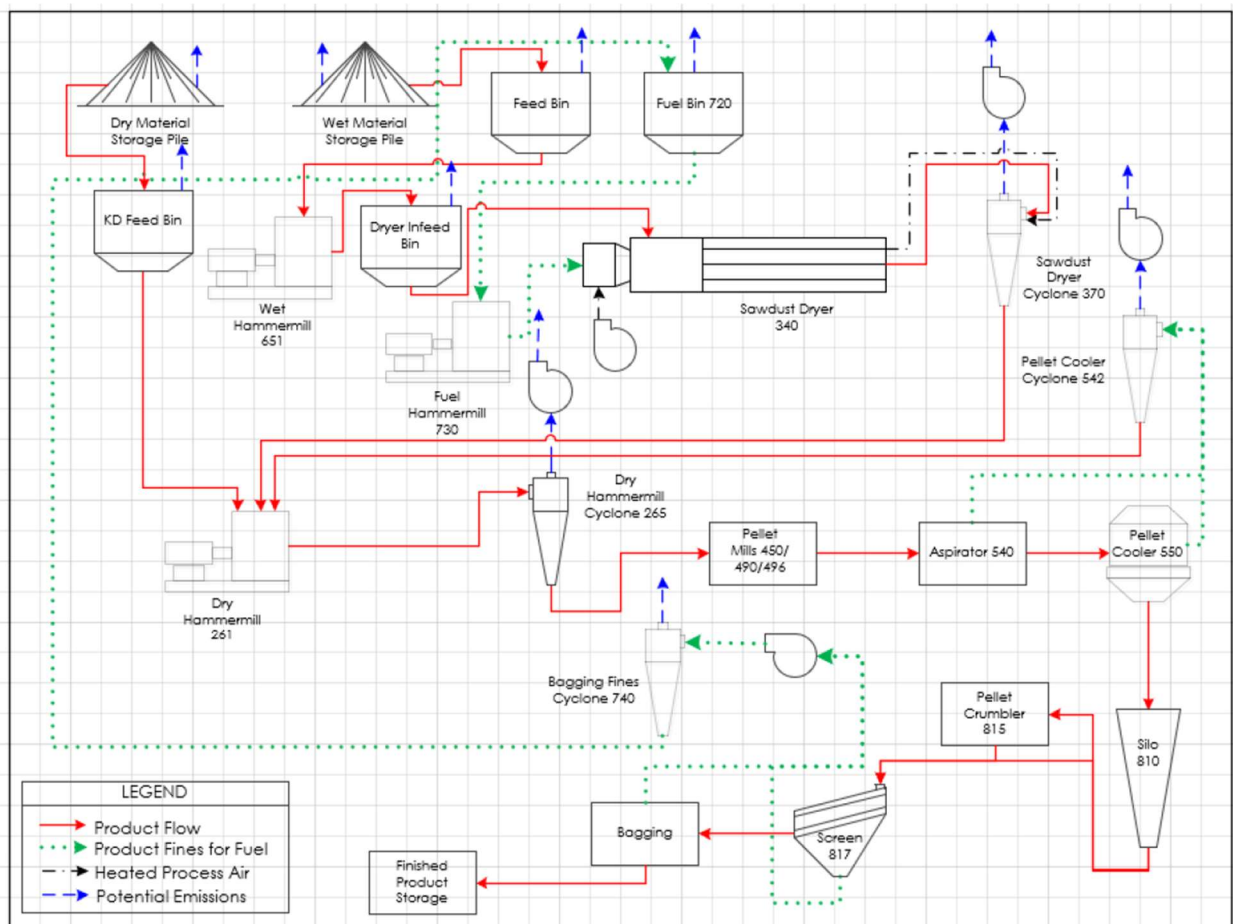 Dry Material
Storage Pile
Wet Material
Storage Pile
Feed Bin
Fuel Bin 720
KD Feed Bin
Dryer Infeed
Bin
Wet
Hammermill
651
Sawdust Dryer
340
Sawdust
Dryer
Cyclone 370
Fuel
Hammermill
730
Pellet Cooler
Cyclone 542
Dry
Hammermill
Cyclone 265
Pellet
Mills 450/
490/496
Aspirator 540
Pellet
Cooler 550
Dry
Hammermill
261
Bagging Fines
Cyclone 740
Pellet
Crumbler
815
Silo
810
LEGEND
Product Flow
Product Fines for Fuel
Heated Process Air
Potential Emissions
Bagging
Screen
817
Finished
Product
Storage